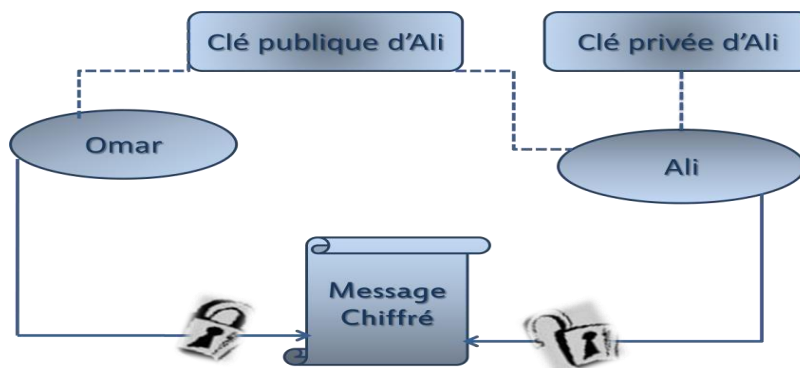 Clé publique d'Ali
Clé privée d'Ali
Omar
Ali
Message
Chiffré